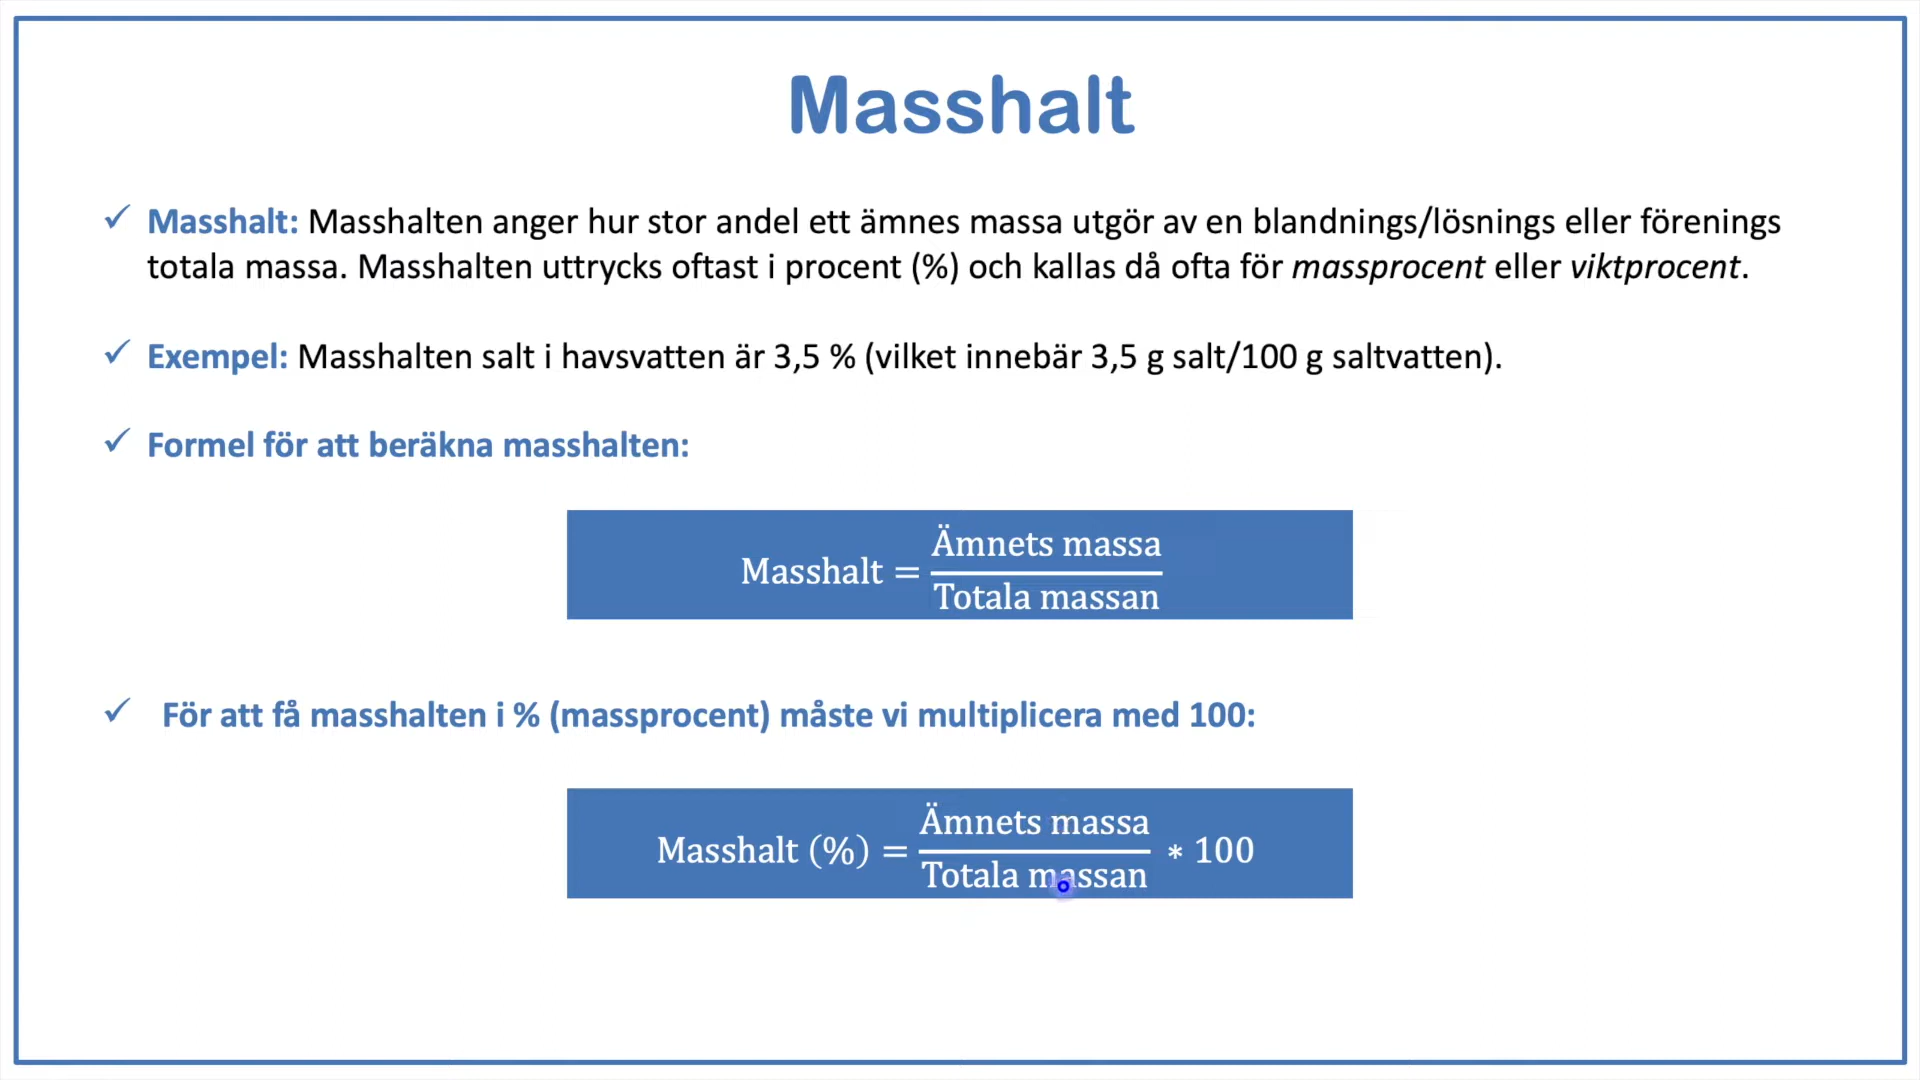 Masshalt
✓ Masshalt: Masshalten anger hur stor andel ett ämnes massa utgör av en blandnings/lösnings eller förenings
totala massa. Masshalten uttrycks oftast i procent (%) och kallas då ofta för massprocent eller viktprocent.
✓ Exempel: Masshalten salt i havsvatten är 3,5 % (vilket innebär 3,5 g salt/100 g saltvatten).
✓ Formel för att beräkna masshalten:
Masshalt = Ämnets massa / Totala massan
✓ För att få masshalten i % (massprocent) måste vi multiplicera med 100:
Masshalt (%) = Ämnets massa / Totala massan * 100